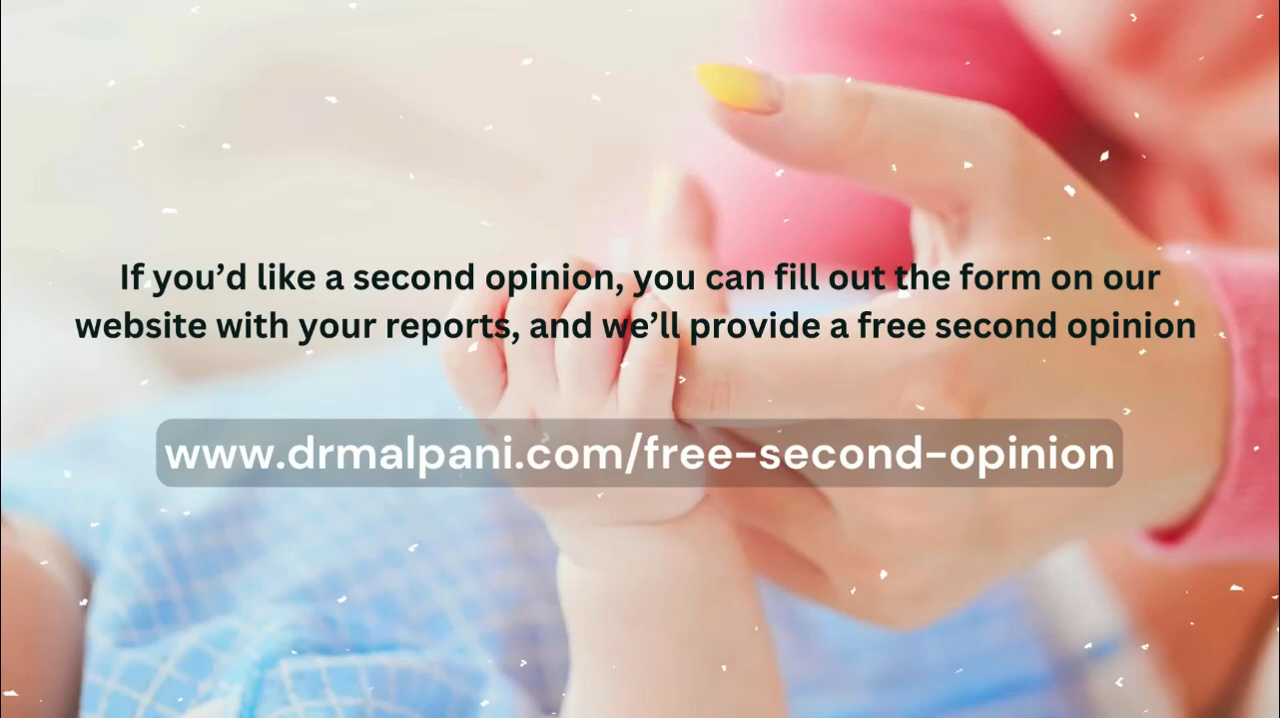 If you’d like a second opinion, you can fill out the form on our
website with your reports, and we’ll provide a free second opinion
www.drmalpani.com/free-second-opinion